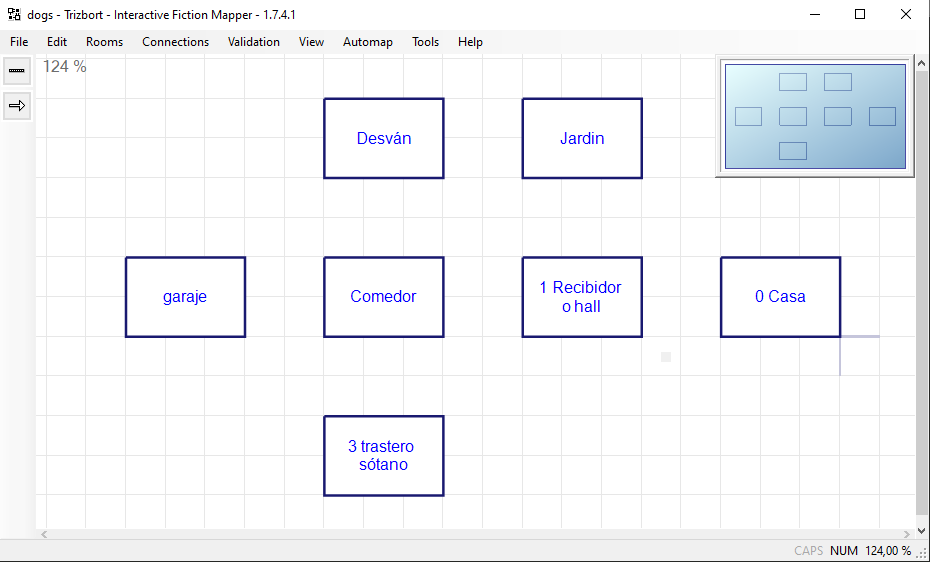 dogs - Trizbort - Interactive Fiction Mapper - 1.7.4.1
File Edit Rooms Connections Validation View Automap Tools Help
124 %
Desván
Jardin
garaje
Comedor
1 Recibidor
o hall
0 Casa
3 trastero
sótano
CAPS NUM 124,00 %